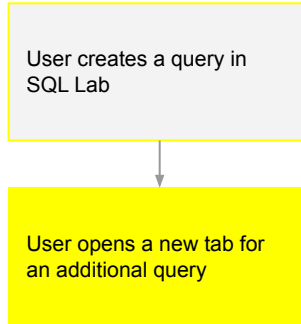 User creates a query in
SQL Lab
User opens a new tab for
an additional query